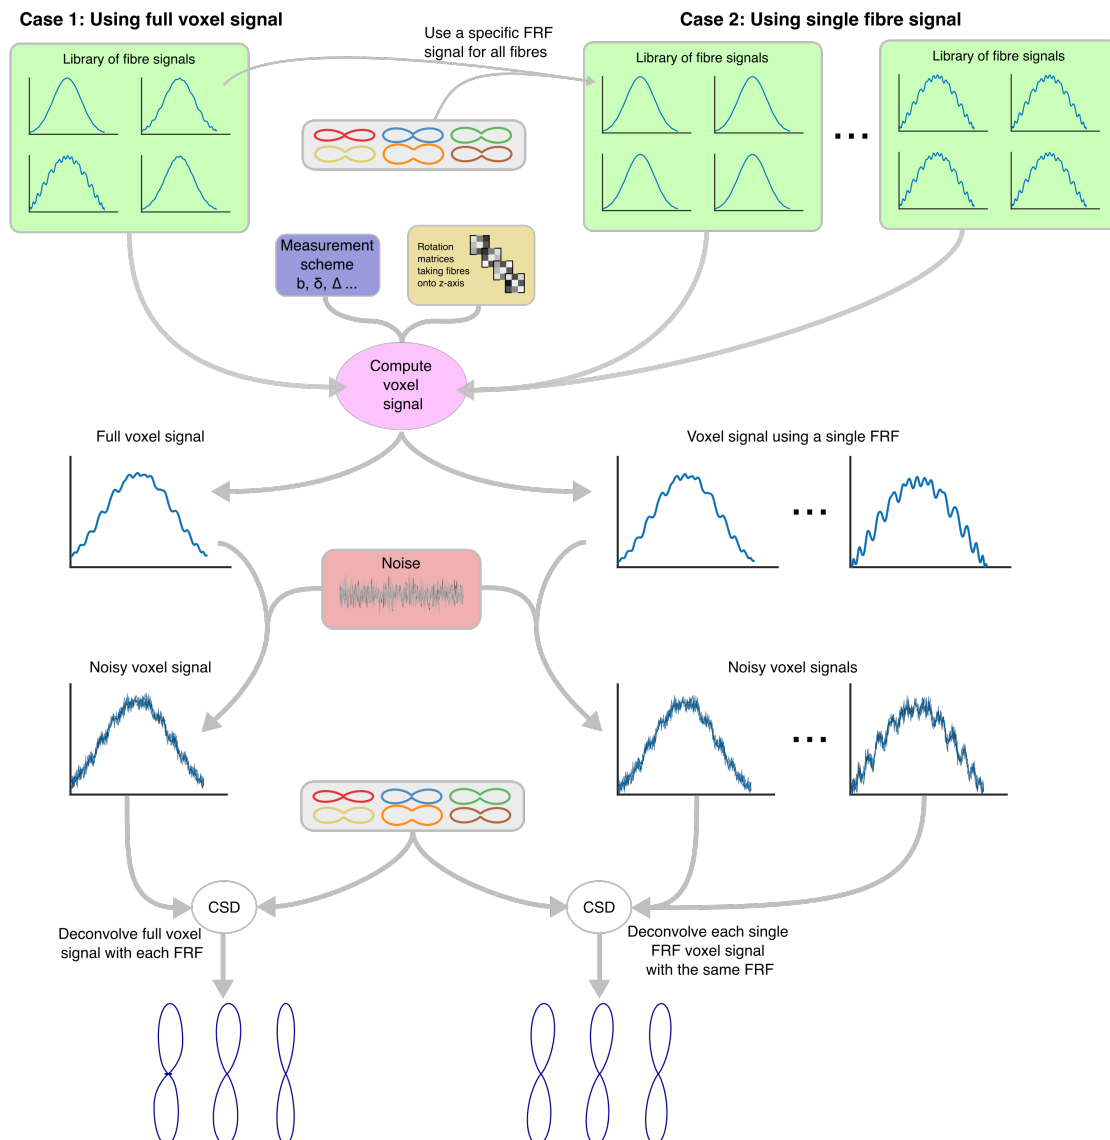 Case 1: Using full voxel signal
Case 2: Using single fibre signal
Use a specific FRF
signal for all fibres
Library of fibre signals
Library of fibre signals
Library of fibre signals
...
Measurement
scheme
b, δ, Δ ...
Rotation
matrices
taking fibres
onto z-axis
Compute
voxel
signal
Full voxel signal
Voxel signal using a single FRF
...
Noise
Noisy voxel signal
Noisy voxel signals
...
CSD
CSD
Deconvolve full voxel
signal with each FRF
Deconvolve each single
FRF voxel signal
with the same FRF